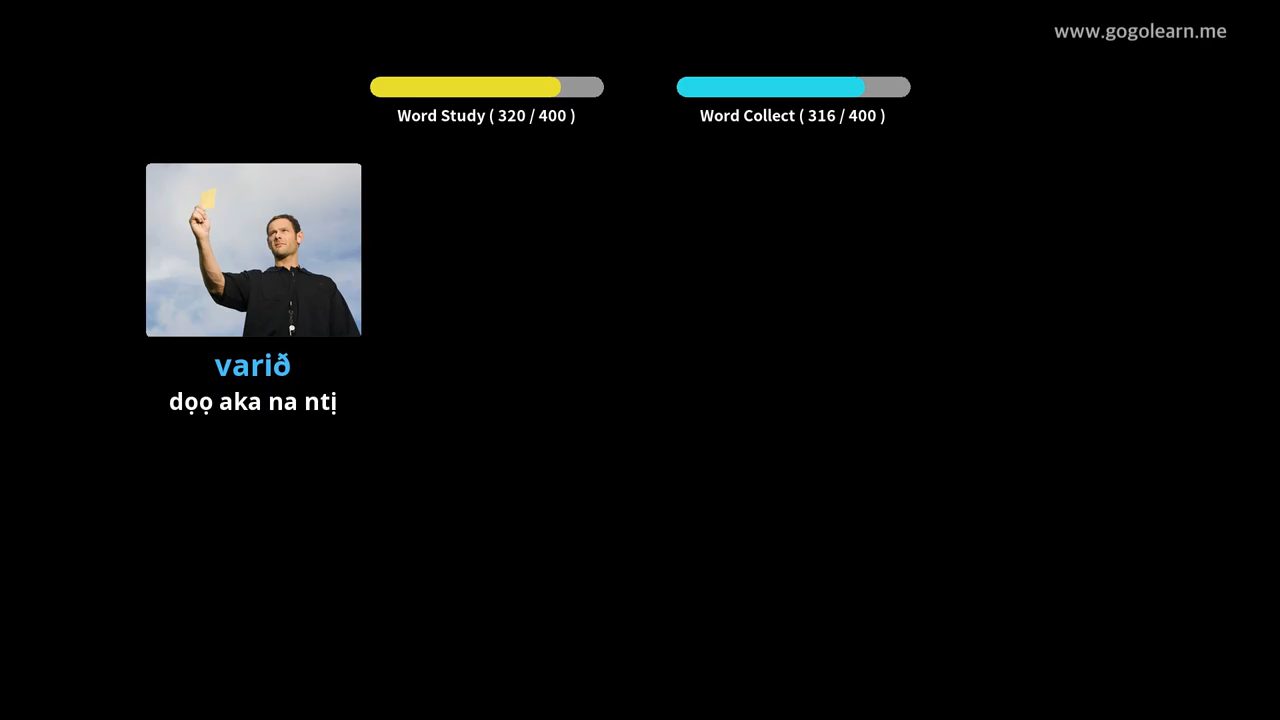 www.gogolearn.me
Word Study ( 320 / 400 )
Word Collect ( 316 / 400 )
varið
dọọ aka na ntị